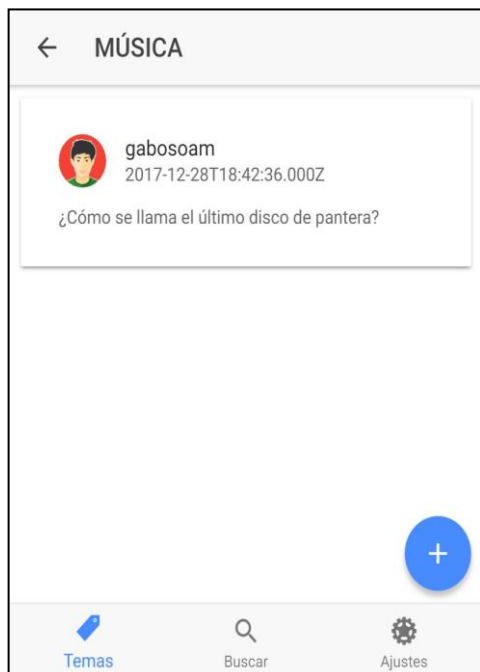 MÚSICA
gabosoam
2017-12-28T18:42:36.000Z
¿Cómo se llama el último disco de pantera?
Temas
Buscar
Ajustes